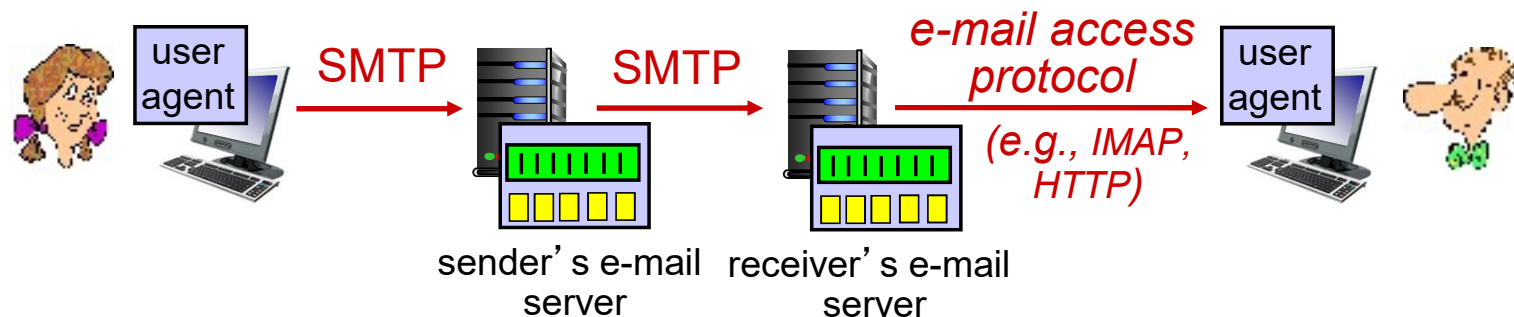 user
agent
SMTP
SMTP
e-mail access
protocol
(e.g., IMAP,
HTTP)
user
agent
sender’s e-mail
server
receiver’s e-mail
server